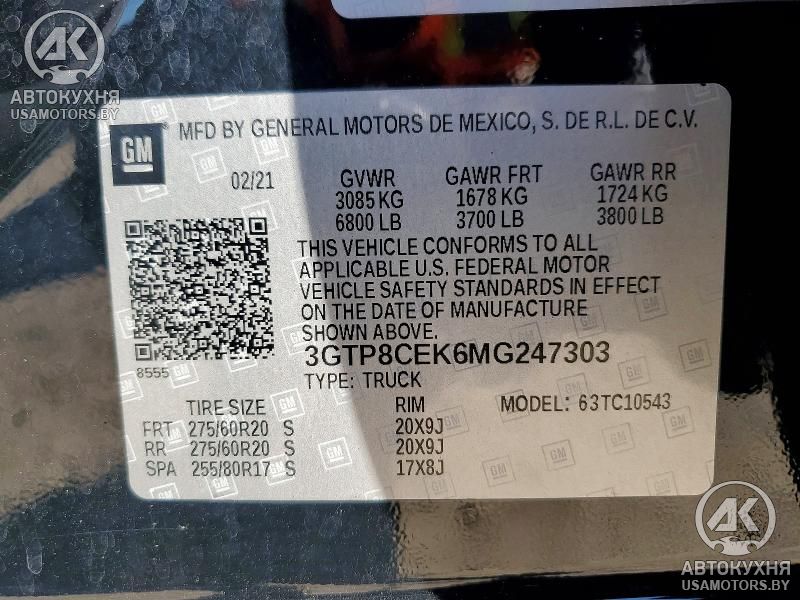 AK
АВТОКУХНЯ
USAMOTORS.BY
GM
MFD BY GENERAL MOTORS DE MEXICO, S. DE R.L. DE C.V.
02/21
GVWR GAWR FRT GAWR RR
3085 KG 1678 KG 1724 KG
6800 LB 3700 LB 3800 LB
THIS VEHICLE CONFORMS TO ALL
APPLICABLE U.S. FEDERAL MOTOR
VEHICLE SAFETY STANDARDS IN EFFECT
ON THE DATE OF MANUFACTURE
SHOWN ABOVE.
8555
3GTP8CEK6MG247303
TYPE: TRUCK
TIRE SIZE RIM MODEL: 63TC10543
FRT 275/60R20 S 20X9J
RR 275/60R20 S 20X9J
SPA 255/80R17 S 17X8J
AK
АВТОКУХНЯ
USAMOTORS.BY